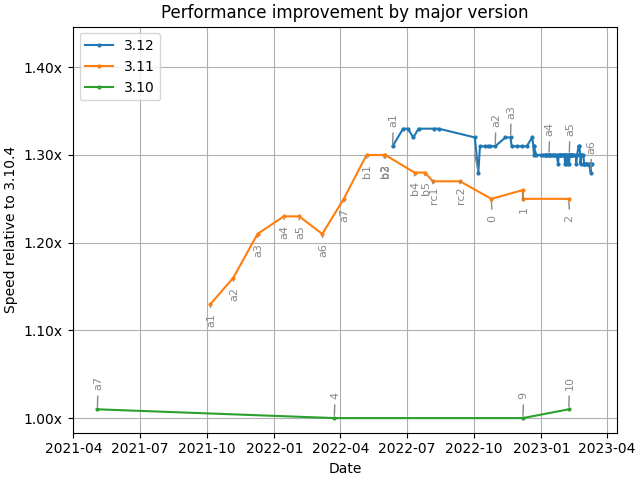 Performance improvement by major version
3.12
3.11
3.10
1.40x
1.30x
1.20x
1.10x
1.00x
Speed relative to 3.10.4
a1
a2
a3
a4
a5
a6
a1
a2
a3
a4
a5
a6
a7
b1
b3
b4
b5
rc1
rc2
0
1
2
a7
4
9
10
2021-04 2021-07 2021-10 2022-01 2022-04 2022-07 2022-10 2023-01 2023-04
Date